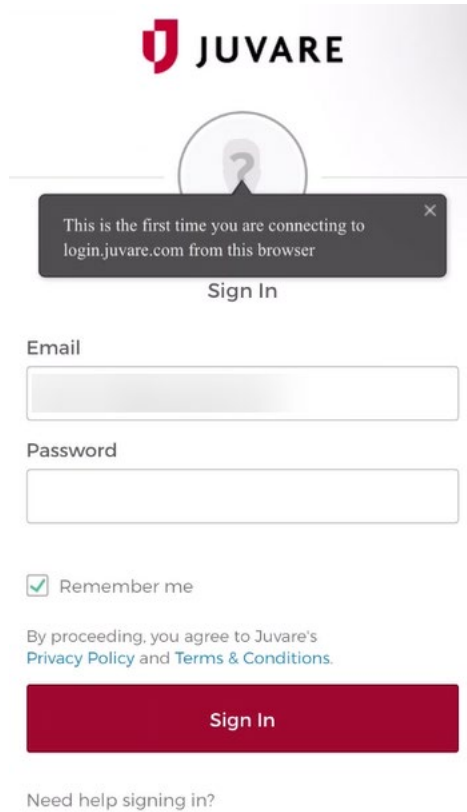 JUVARE
?
This is the first time you are connecting to
login.juvare.com from this browser
×
Sign In
Email
Password
Remember me
By proceeding, you agree to Juvare's
Privacy Policy and Terms & Conditions.
Sign In
Need help signing in?